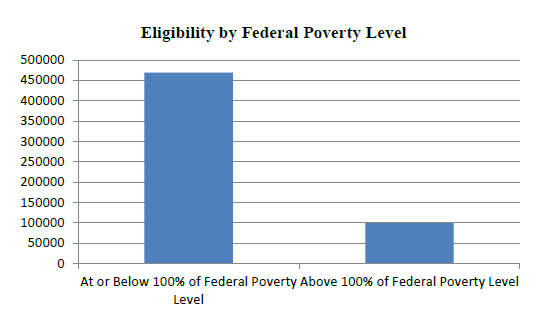 Eligibility by Federal Poverty Level
500000
450000
400000
350000
300000
250000
200000
150000
100000
50000
0
At or Below 100% of Federal Poverty
Level
Above 100% of Federal Poverty Level